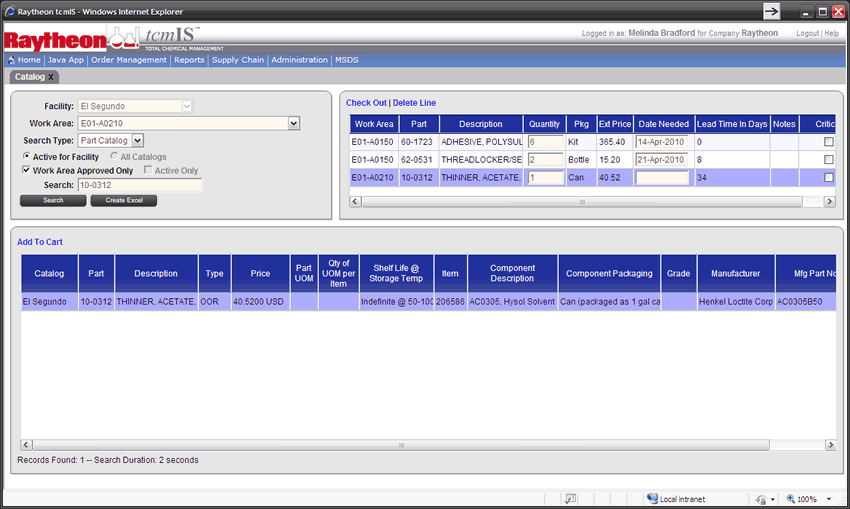 Raytheon tcmIS - Windows Internet Explorer
Raytheon tcmIS™
TOTAL CHEMICAL MANAGEMENT
Logged in as: Melinda Bradford for Company Raytheon Logout | Help
Home Java App Order Management Reports Supply Chain Administration MSDS
Catalog x
Facility: El Segundo
Work Area: E01-A0210
Search Type: Part Catalog
Active for Facility All Catalogs
Work Area Approved Only Active Only
Search: 10-0312
Search Create Excel
Check Out | Delete Line
Work Area Part Description Quantity Pkg Ext Price Date Needed Lead Time In Days Notes Critic
E01-A0150 60-1723 ADHESIVE, POLYSUL 6 Kit 365.40 14-Apr-2010 0
E01-A0150 62-0531 THREADLOCKER/SE 2 Bottle 15.20 21-Apr-2010 8
E01-A0210 10-0312 THINNER, ACETATE, 1 Can 40.52 34
Add To Cart
Catalog Part Description Type Price Part UOM Qty of UOM per Item Shelf Life @ Storage Temp Item Component Description Component Packaging Grade Manufacturer Mfg Part No
El Segundo 10-0312 THINNER, ACETATE, OOR 40.5200 USD Indefinite @ 50-100 206586 AC0305, Hysol Solvent Can (packaged as 1 gal ca Henkel Loctite Corp AC0305B50
Records Found: 1 -- Search Duration: 2 seconds
Local intranet 100%